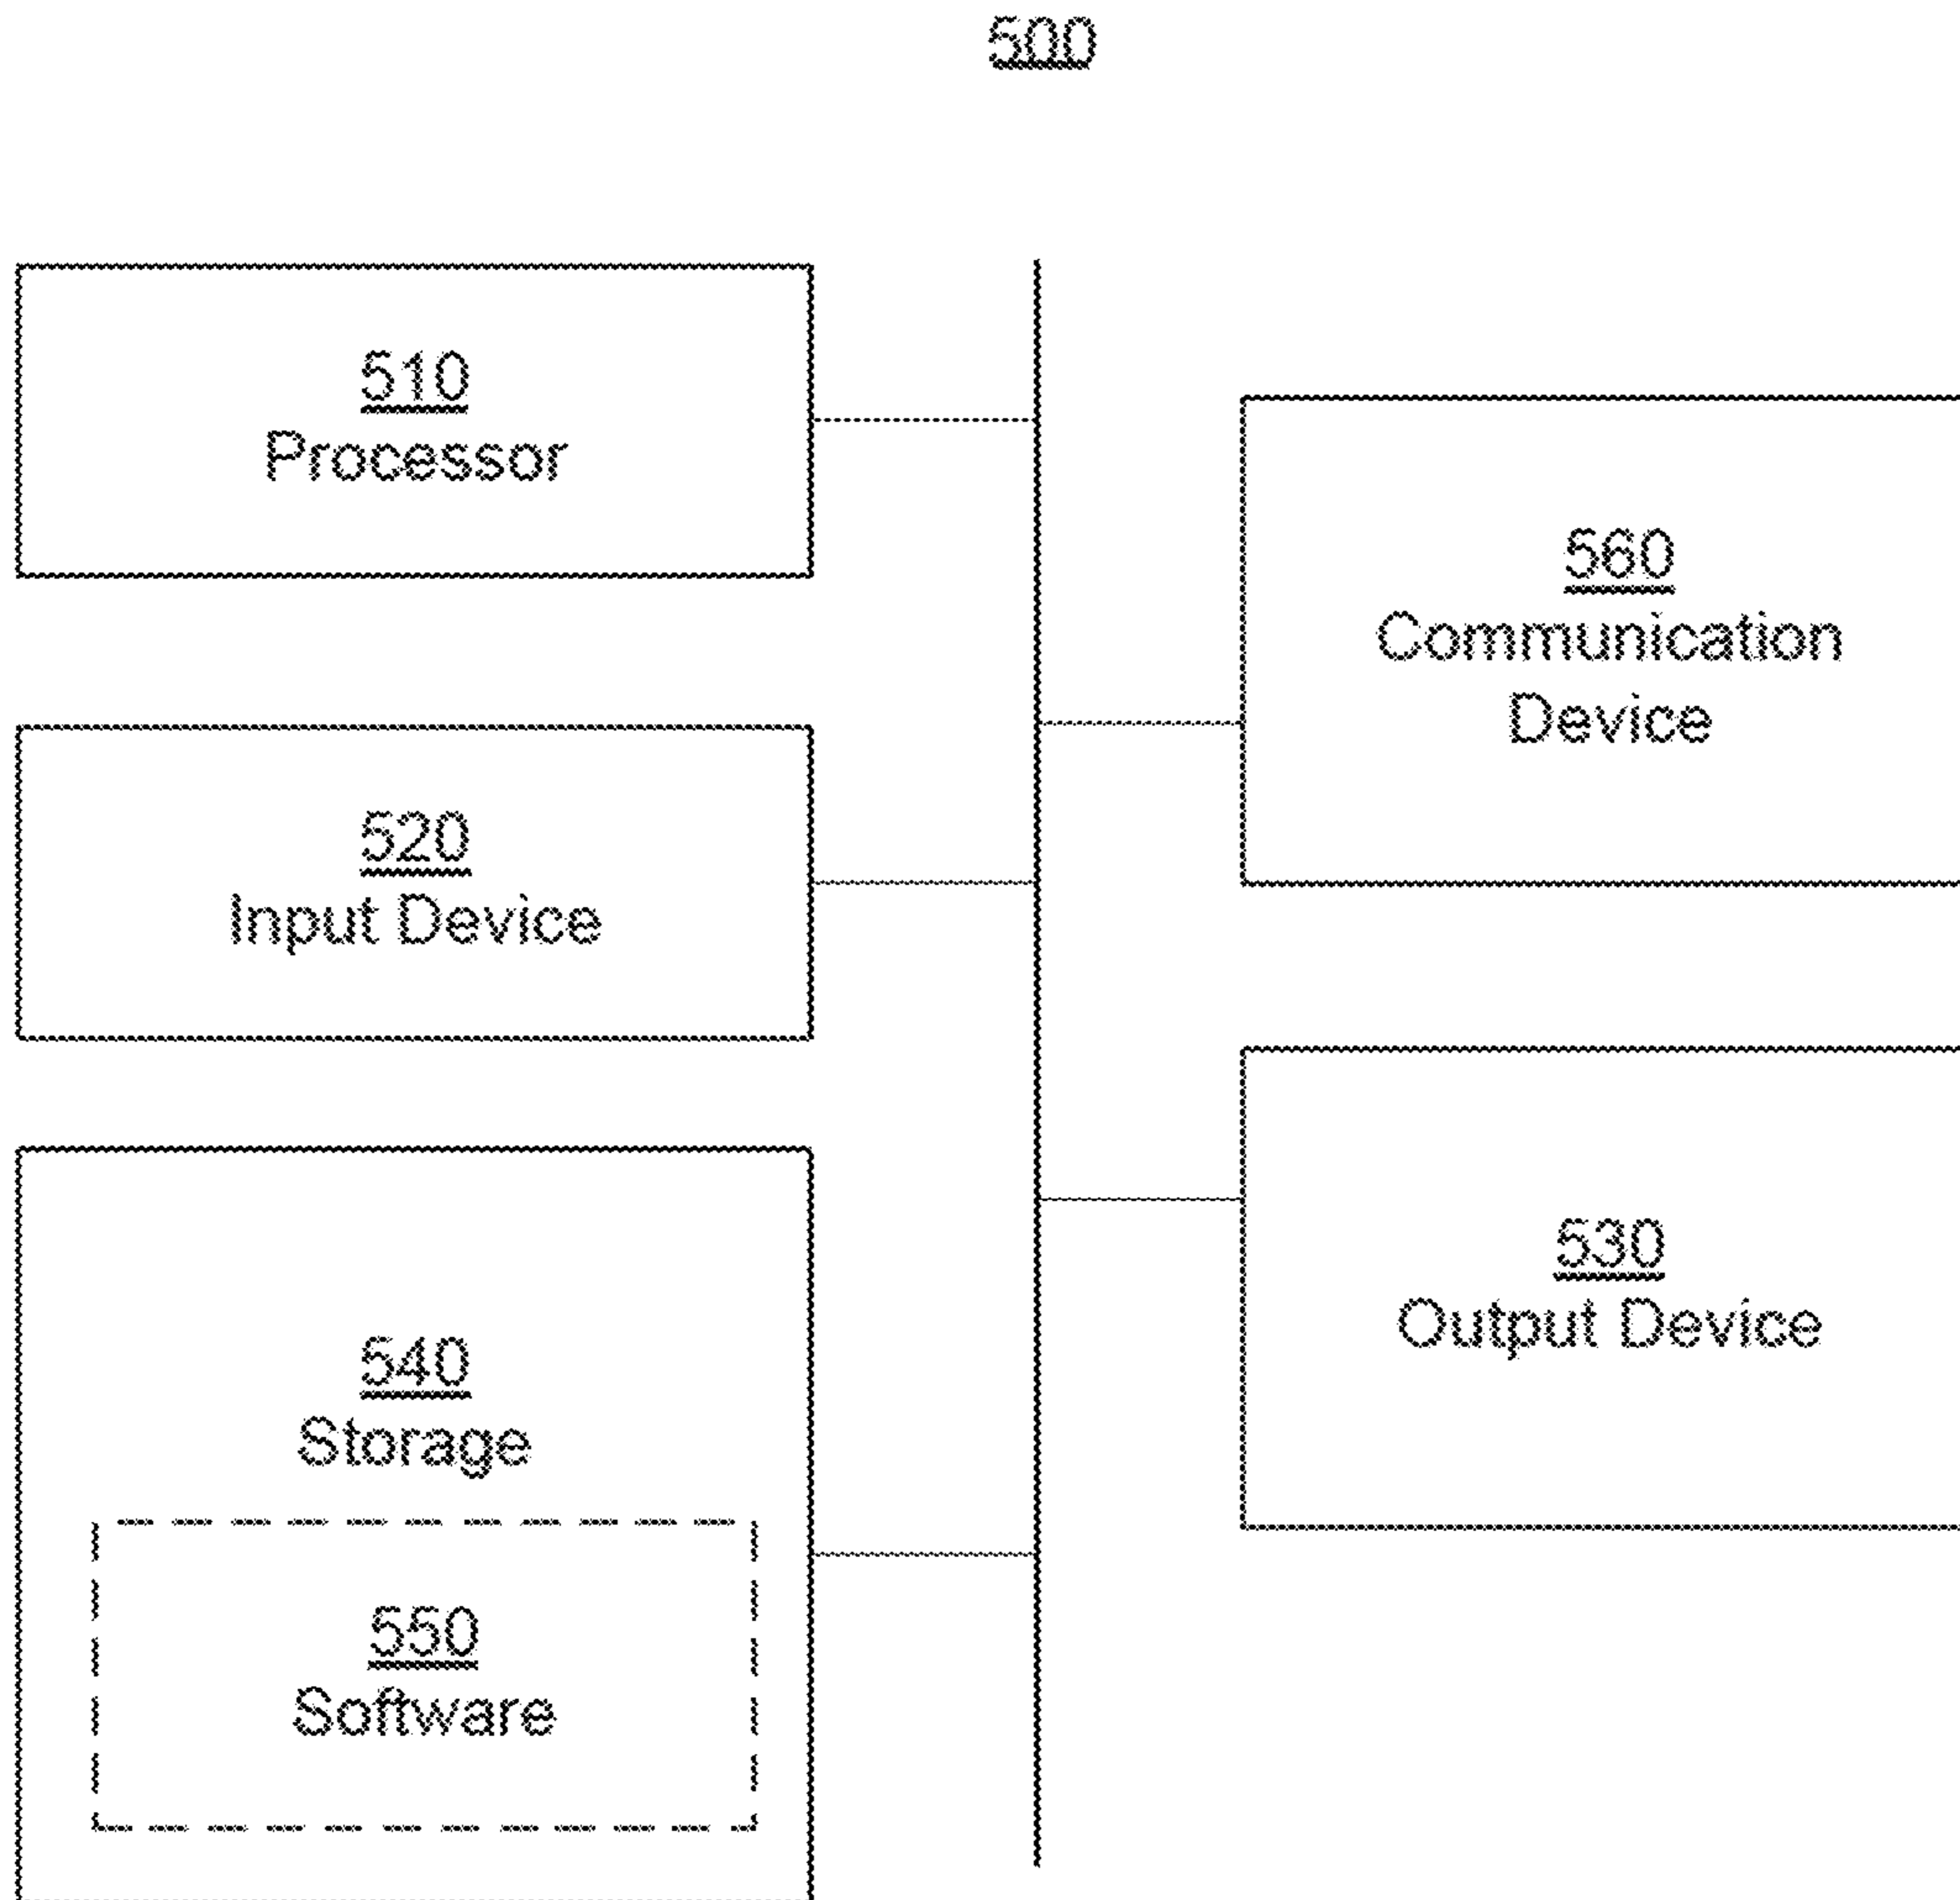 500
510
Processor
560
Communication
Device
520
Input Device
530
Output Device
540
Storage
550
Software